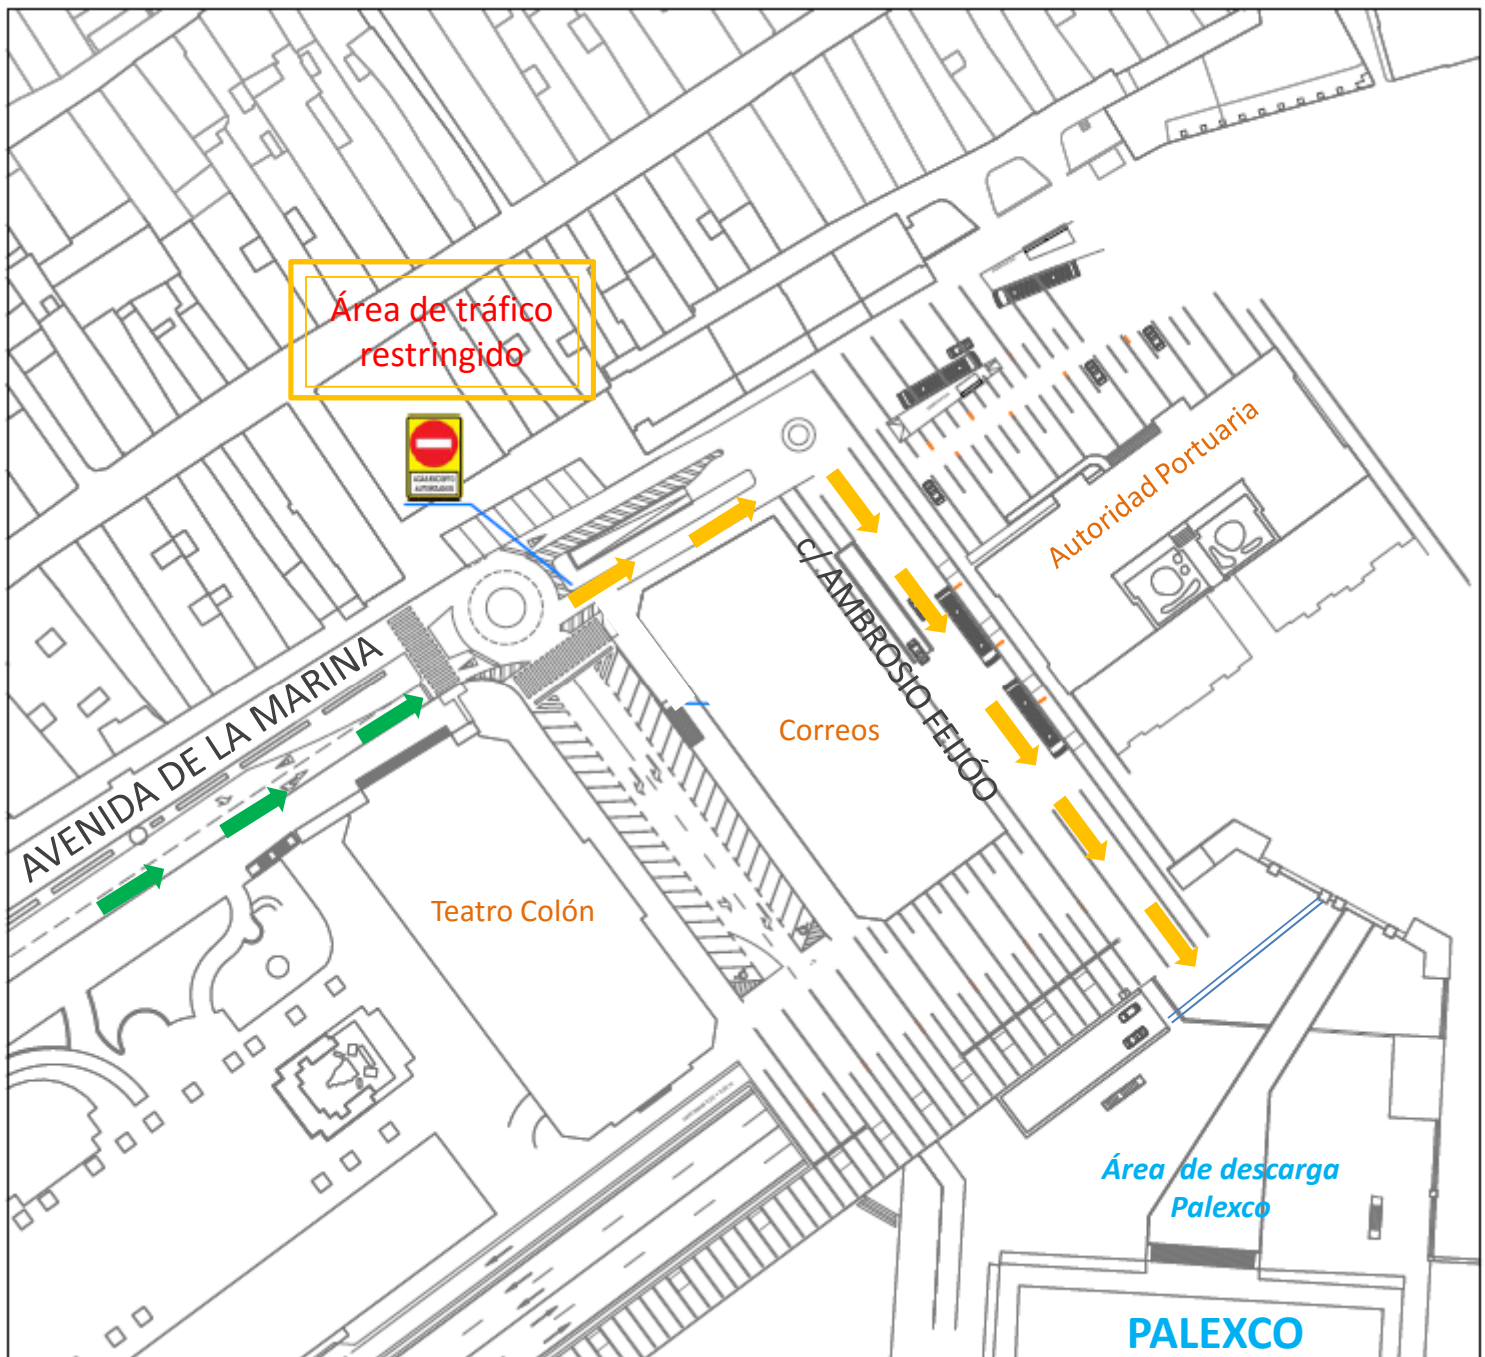 Área de tráfico
restringido
AVENIDA DE LA MARINA
c/ AMBROSIO FEIJÓO
Autoridad Portuaria
Correos
Teatro Colón
Área de descarga
Palexco
PALEXCO